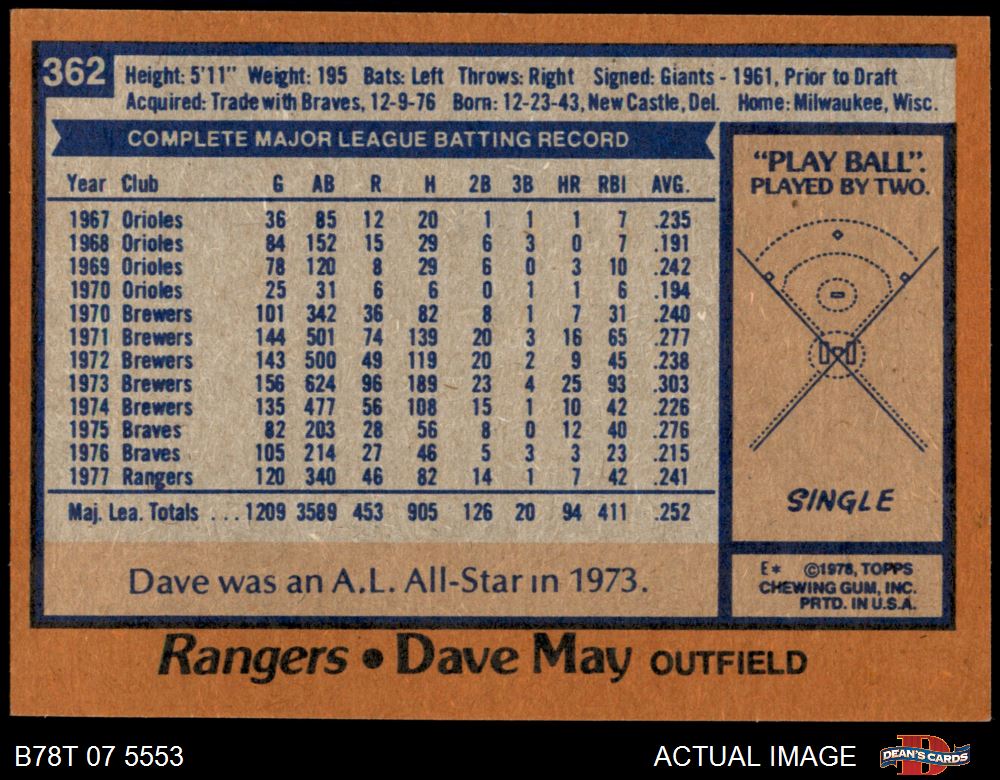 362
Height: 5'11" Weight: 195 Bats: Left Throws: Right Signed: Giants - 1961, Prior to Draft
Acquired: Trade with Braves, 12-9-76 Born: 12-23-43, New Castle, Del. Home: Milwaukee, Wisc.
COMPLETE MAJOR LEAGUE BATTING RECORD
Year Club G AB R H 2B 3B HR RBI AVG.
1967 Orioles 36 85 12 20 1 1 1 7 .235
1968 Orioles 84 152 15 29 6 3 0 7 .191
1969 Orioles 78 120 8 29 6 0 3 10 .242
1970 Orioles 25 31 6 6 0 1 1 6 .194
1970 Brewers 101 342 36 82 8 1 7 31 .240
1971 Brewers 144 501 74 139 20 3 16 65 .277
1972 Brewers 143 500 49 119 20 2 9 45 .238
1973 Brewers 156 624 96 189 23 4 25 93 .303
1974 Brewers 135 477 56 108 15 1 10 42 .226
1975 Braves 82 203 28 56 8 0 12 40 .276
1976 Braves 105 214 27 46 5 3 3 23 .215
1977 Rangers 120 340 46 82 14 1 7 42 .241
Maj. Lea. Totals ... 1209 3589 453 905 126 20 94 411 .252
Dave was an A.L. All-Star in 1973.
"PLAY BALL".
PLAYED BY TWO.
SINGLE
E* ©1978, TOPPS
CHEWING GUM, INC.
PRTD. IN U.S.A.
Rangers • Dave May OUTFIELD
B78T 07 5553
ACTUAL IMAGE
DEAN'S CARDS